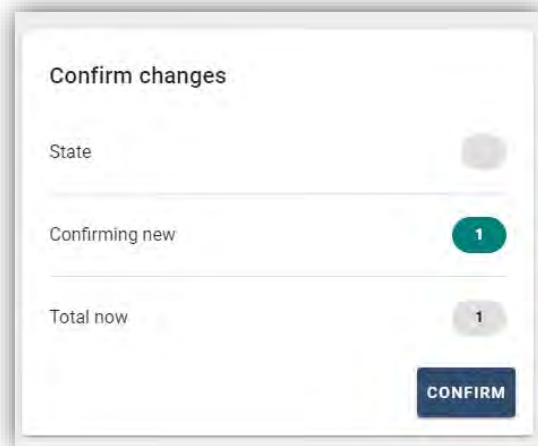 Confirm changes
State
Confirming new 1
Total now 1
CONFIRM